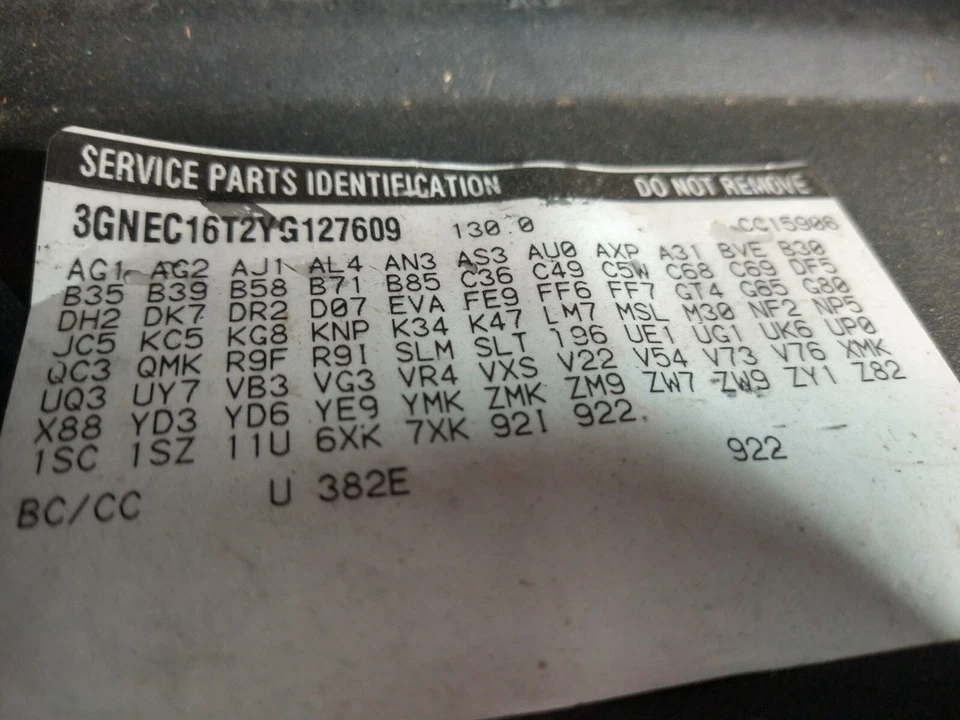 SERVICE PARTS IDENTIFICATION DO NOT REMOVE
3GNEC16T2YG127609 130.0 CC15906
AG1 AG2 AJ1 AL4 AN3 AS3 AU0 AXP A31 BVE B30
B35 B39 B58 B71 B85 C36 C49 C5W C68 C69 DF5
DH2 DK7 DR2 D07 EVA FE9 FF6 FF7 GT4 G65 G80
JC5 KC5 KG8 KNP K34 K47 LM7 MSL M30 NF2 NP5
QC3 QMK R9F R9I SLM SLT 196 UE1 UG1 UK6 UP0
UQ3 UY7 VB3 VG3 VR4 VXS V22 V54 V73 V76 XMK
X88 YD3 YD6 YE9 YMK ZMK ZM9 ZW7 ZW9 ZY1 Z82
1SC 1SZ 11U 6XK 7XK 921 922
922
BC/CC U 382E